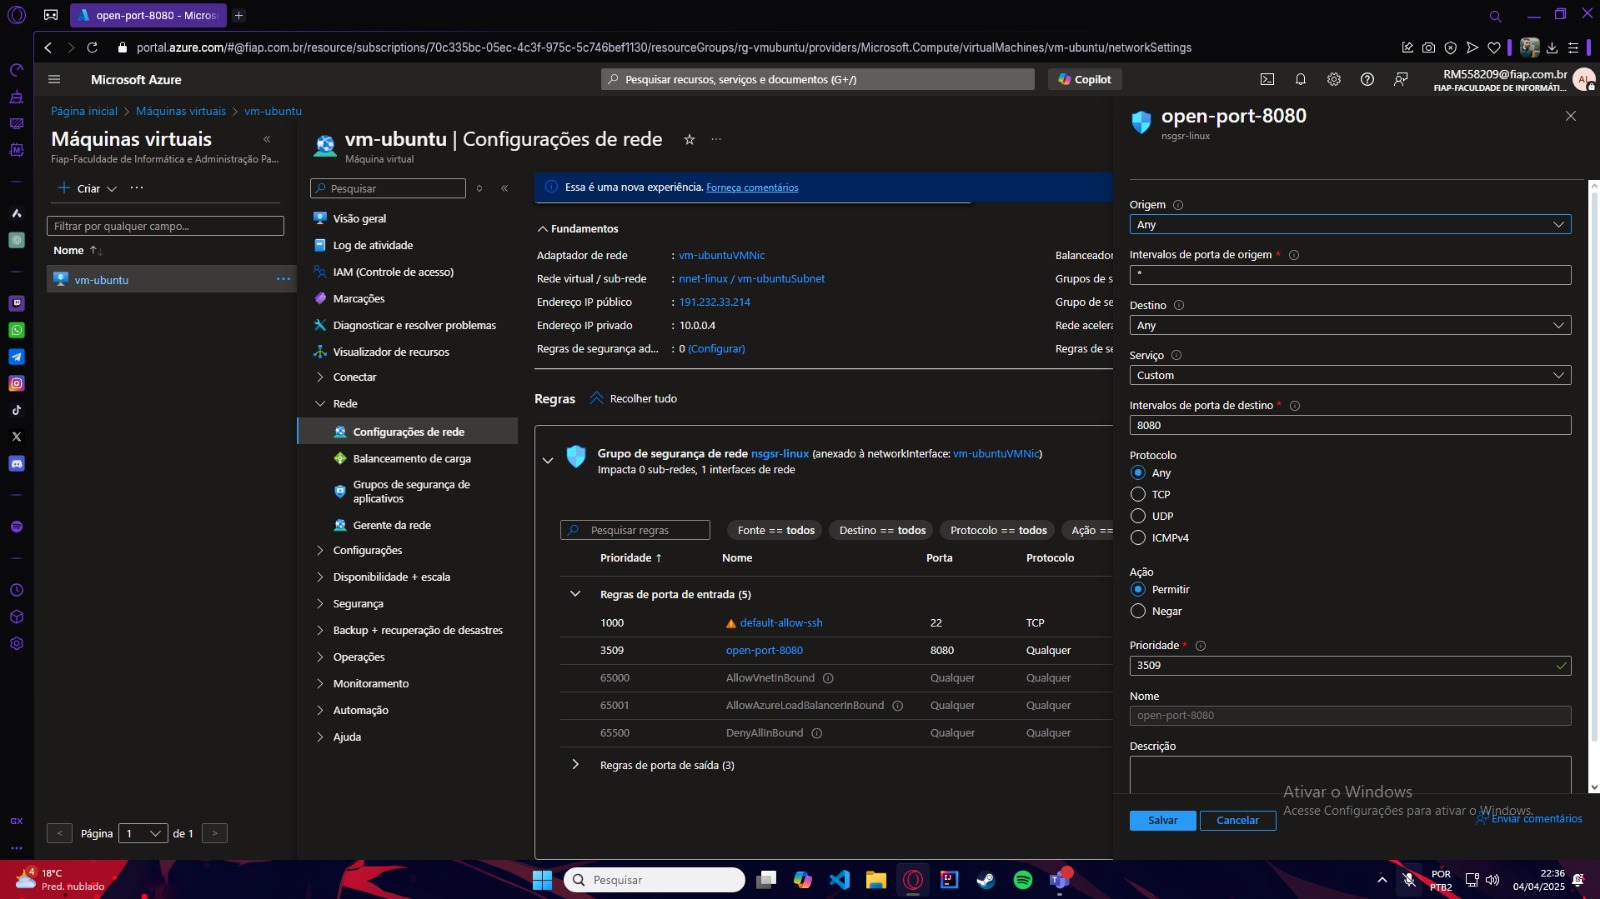 open-port-8080 - Micros
portal.azure.com/#@fiap.com.br/resource/subscriptions/70c335bc-05ec-4c3f-975c-5c746bef1130/resourceGroups/rg-vmubuntu/providers/Microsoft.Compute/virtualMachines/vm-ubuntu/networkSettings
Microsoft Azure
Pesquisar recursos, serviços e documentos (G+/)
Copilot
RM558209@fiap.com.br
FIAP-FACULDADE DE INFORMÁTI...
Página inicial > Máquinas virtuais > vm-ubuntu
Máquinas virtuais
Fiap-Faculdade de Informática e Administração Pa...
Criar
Filtrar por qualquer campo...
Nome
vm-ubuntu
Página 1 de 1
vm-ubuntu | Configurações de rede
Máquina virtual
Pesquisar
Visão geral
Log de atividade
IAM (Controle de acesso)
Marcações
Diagnosticar e resolver problemas
Visualizador de recursos
Conectar
Rede
Configurações de rede
Balanceamento de carga
Grupos de segurança de
aplicativos
Gerente da rede
Configurações
Disponibilidade + escala
Segurança
Backup + recuperação de desastres
Operações
Monitoramento
Automação
Ajuda
Essa é uma nova experiência. Forneça comentários
Fundamentos
Adaptador de rede : vm-ubuntuVMNic Balanceador
Rede virtual / sub-rede : nnet-linux / vm-ubuntuSubnet Grupos de s
Endereço IP público : 191.232.33.214 Grupo de se
Endereço IP privado : 10.0.0.4 Rede acelera
Regras de segurança ad... : 0 (Configurar) Regras de se
Regras Recolher tudo
Grupo de segurança de rede nsgsr-linux (anexado à networkInterface: vm-ubuntuVMNic)
Impacta 0 sub-redes, 1 interfaces de rede
Pesquisar regras Fonte == todos Destino == todos Protocolo == todos Ação ==
Prioridade ↑ Nome Porta Protocolo
Regras de porta de entrada (5)
1000 default-allow-ssh 22 TCP
3509 open-port-8080 8080 Qualquer
65000 AllowVnetInBound Qualquer Qualquer
65001 AllowAzureLoadBalancerInBound Qualquer Qualquer
65500 DenyAllInBound Qualquer Qualquer
Regras de porta de saída (3)
open-port-8080
nsgsr-linux
Origem
Any
Intervalos de porta de origem *
*
Destino
Any
Serviço
Custom
Intervalos de porta de destino *
8080
Protocolo
Any
TCP
UDP
ICMPv4
Ação
Permitir
Negar
Prioridade *
3509
Nome
open-port-8080
Descrição
Ativar o Windows
Acesse Configurações para ativar o Windows.
Salvar
Cancelar
Enviar comentários
GX
4
18°C
Pred. nublado
Pesquisar
POR
PTB2
22:36
04/04/2025